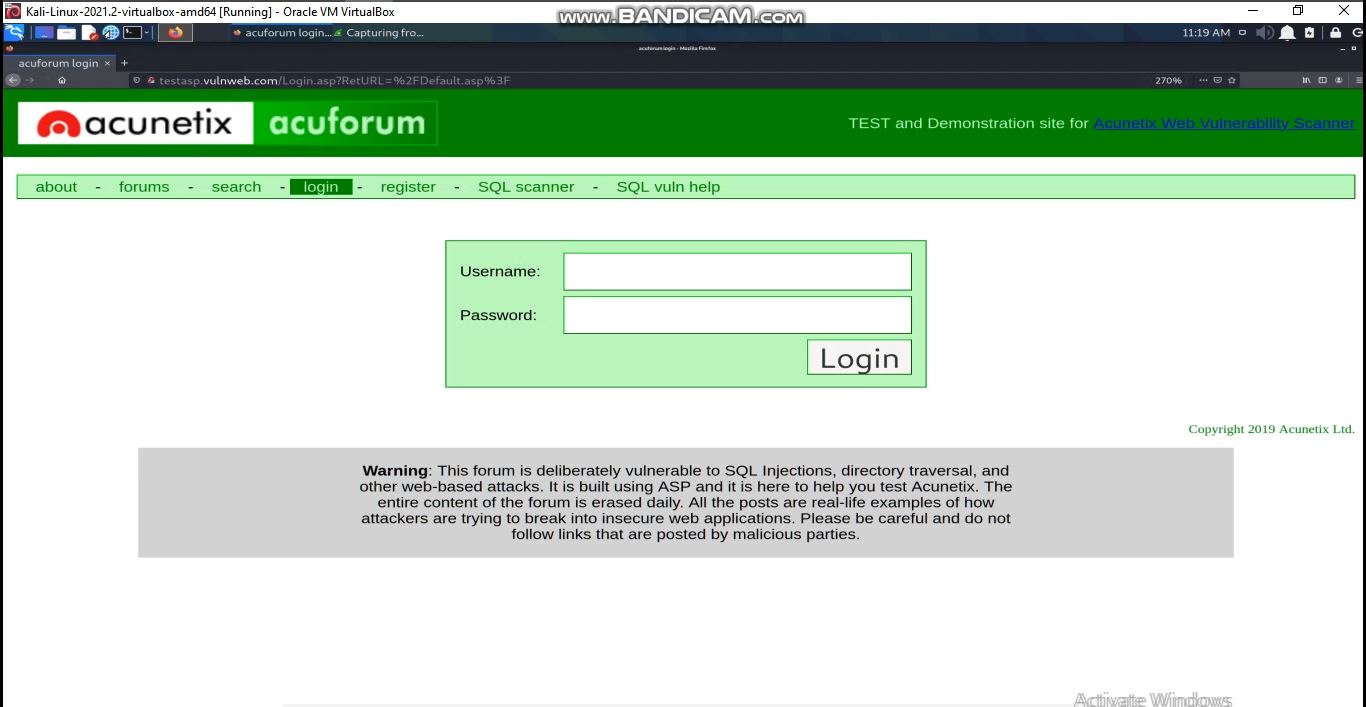 Kali-Linux-2021.2-virtualbox-amd64 [Running] - Oracle VM VirtualBox
www.BANDICAM.com
acuforum login... Capturing fro... 11:19 AM
acuforum login - Mozilla Firefox
acuforum login × +
testasp.vulnweb.com/Login.asp?RetURL=%2FDefault.asp%3F 270%
acunetix acuforum
TEST and Demonstration site for Acunetix Web Vulnerability Scanner
about - forums - search - login - register - SQL scanner - SQL vuln help
Username:
Password:
Login
Copyright 2019 Acunetix Ltd.
Warning: This forum is deliberately vulnerable to SQL Injections, directory traversal, and
other web-based attacks. It is built using ASP and it is here to help you test Acunetix. The
entire content of the forum is erased daily. All the posts are real-life examples of how
attackers are trying to break into insecure web applications. Please be careful and do not
follow links that are posted by malicious parties.
Activate Windows